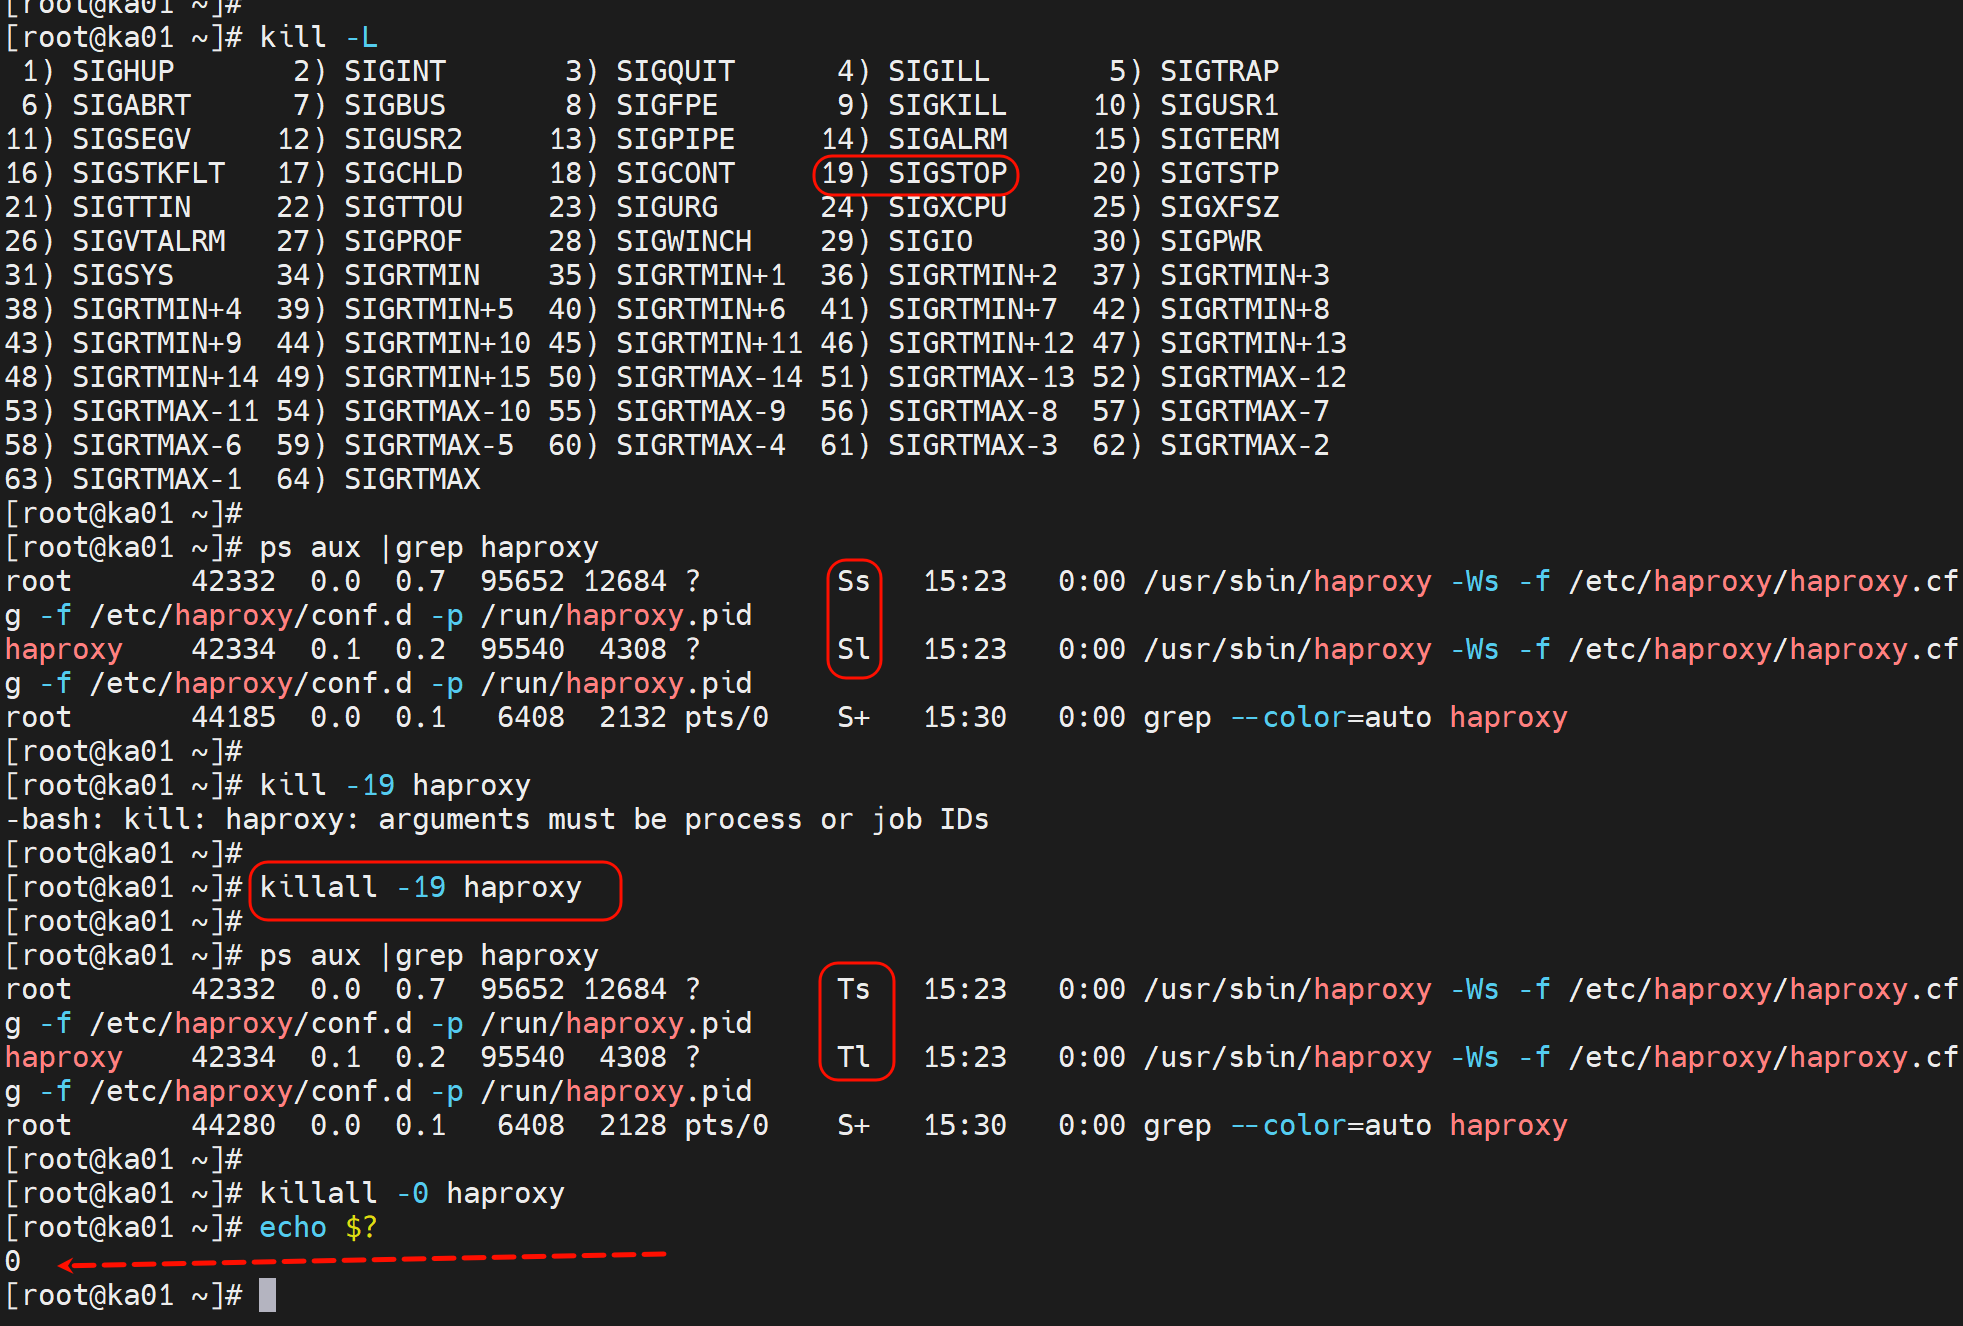 [root@ka01 ~]#
[root@ka01 ~]# kill -L
 1) SIGHUP       2) SIGINT       3) SIGQUIT      4) SIGILL       5) SIGTRAP
 6) SIGABRT      7) SIGBUS       8) SIGFPE       9) SIGKILL     10) SIGUSR1
11) SIGSEGV     12) SIGUSR2     13) SIGPIPE     14) SIGALRM     15) SIGTERM
16) SIGSTKFLT   17) SIGCHLD     18) SIGCONT     19) SIGSTOP     20) SIGTSTP
21) SIGTTIN     22) SIGTTOU     23) SIGURG      24) SIGXCPU     25) SIGXFSZ
26) SIGVTALRM   27) SIGPROF     28) SIGWINCH    29) SIGIO       30) SIGPWR
31) SIGSYS      34) SIGRTMIN    35) SIGRTMIN+1  36) SIGRTMIN+2  37) SIGRTMIN+3
38) SIGRTMIN+4  39) SIGRTMIN+5  40) SIGRTMIN+6  41) SIGRTMIN+7  42) SIGRTMIN+8
43) SIGRTMIN+9  44) SIGRTMIN+10 45) SIGRTMIN+11 46) SIGRTMIN+12 47) SIGRTMIN+13
48) SIGRTMIN+14 49) SIGRTMIN+15 50) SIGRTMAX-14 51) SIGRTMAX-13 52) SIGRTMAX-12
53) SIGRTMAX-11 54) SIGRTMAX-10 55) SIGRTMAX-9  56) SIGRTMAX-8  57) SIGRTMAX-7
58) SIGRTMAX-6  59) SIGRTMAX-5  60) SIGRTMAX-4  61) SIGRTMAX-3  62) SIGRTMAX-2
63) SIGRTMAX-1  64) SIGRTMAX
[root@ka01 ~]#
[root@ka01 ~]# ps aux |grep haproxy
root       42332  0.0  0.7  95652 12684 ?        Ss   15:23   0:00 /usr/sbin/haproxy -Ws -f /etc/haproxy/haproxy.cf
g -f /etc/haproxy/conf.d -p /run/haproxy.pid
haproxy    42334  0.1  0.2  95540  4308 ?        Sl   15:23   0:00 /usr/sbin/haproxy -Ws -f /etc/haproxy/haproxy.cf
g -f /etc/haproxy/conf.d -p /run/haproxy.pid
root       44185  0.0  0.1   6408  2132 pts/0    S+   15:30   0:00 grep --color=auto haproxy
[root@ka01 ~]#
[root@ka01 ~]# kill -19 haproxy
-bash: kill: haproxy: arguments must be process or job IDs
[root@ka01 ~]#
[root@ka01 ~]# killall -19 haproxy
[root@ka01 ~]#
[root@ka01 ~]# ps aux |grep haproxy
root       42332  0.0  0.7  95652 12684 ?        Ts   15:23   0:00 /usr/sbin/haproxy -Ws -f /etc/haproxy/haproxy.cf
g -f /etc/haproxy/conf.d -p /run/haproxy.pid
haproxy    42334  0.1  0.2  95540  4308 ?        Tl   15:23   0:00 /usr/sbin/haproxy -Ws -f /etc/haproxy/haproxy.cf
g -f /etc/haproxy/conf.d -p /run/haproxy.pid
root       44280  0.0  0.1   6408  2128 pts/0    S+   15:30   0:00 grep --color=auto haproxy
[root@ka01 ~]#
[root@ka01 ~]# killall -0 haproxy
[root@ka01 ~]# echo $?
0
[root@ka01 ~]#